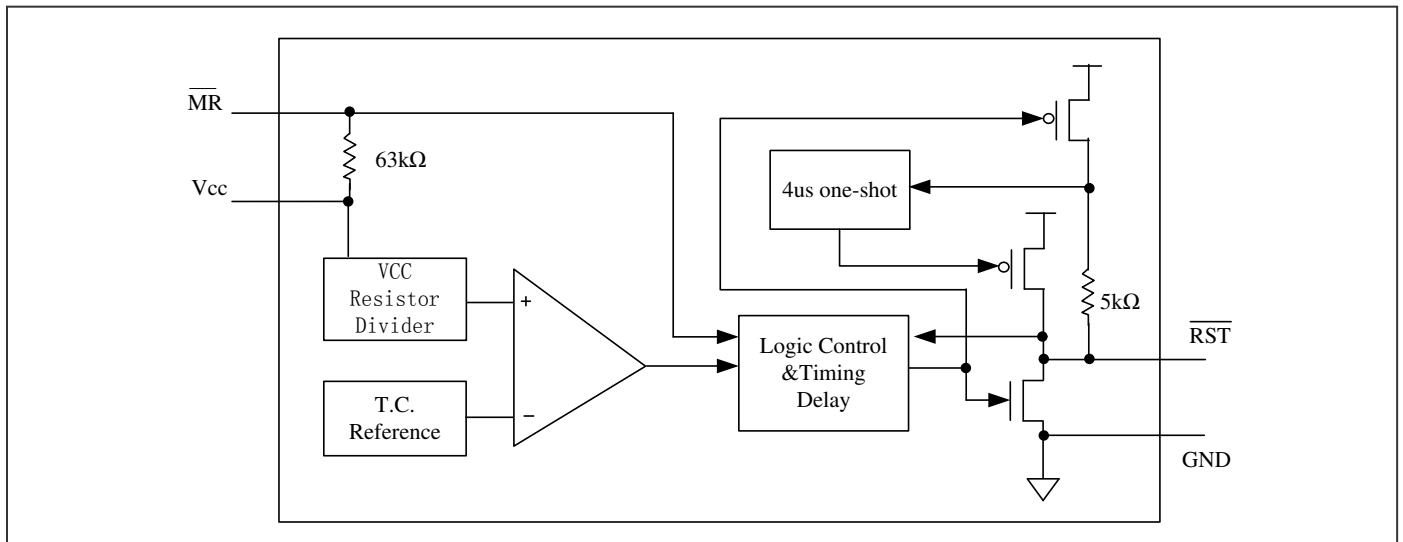 MR
63kΩ
Vcc
4us one-shot
VCC
Resistor
Divider
+
5kΩ
RST
Logic Control
&Timing
Delay
T.C.
Reference
−
GND